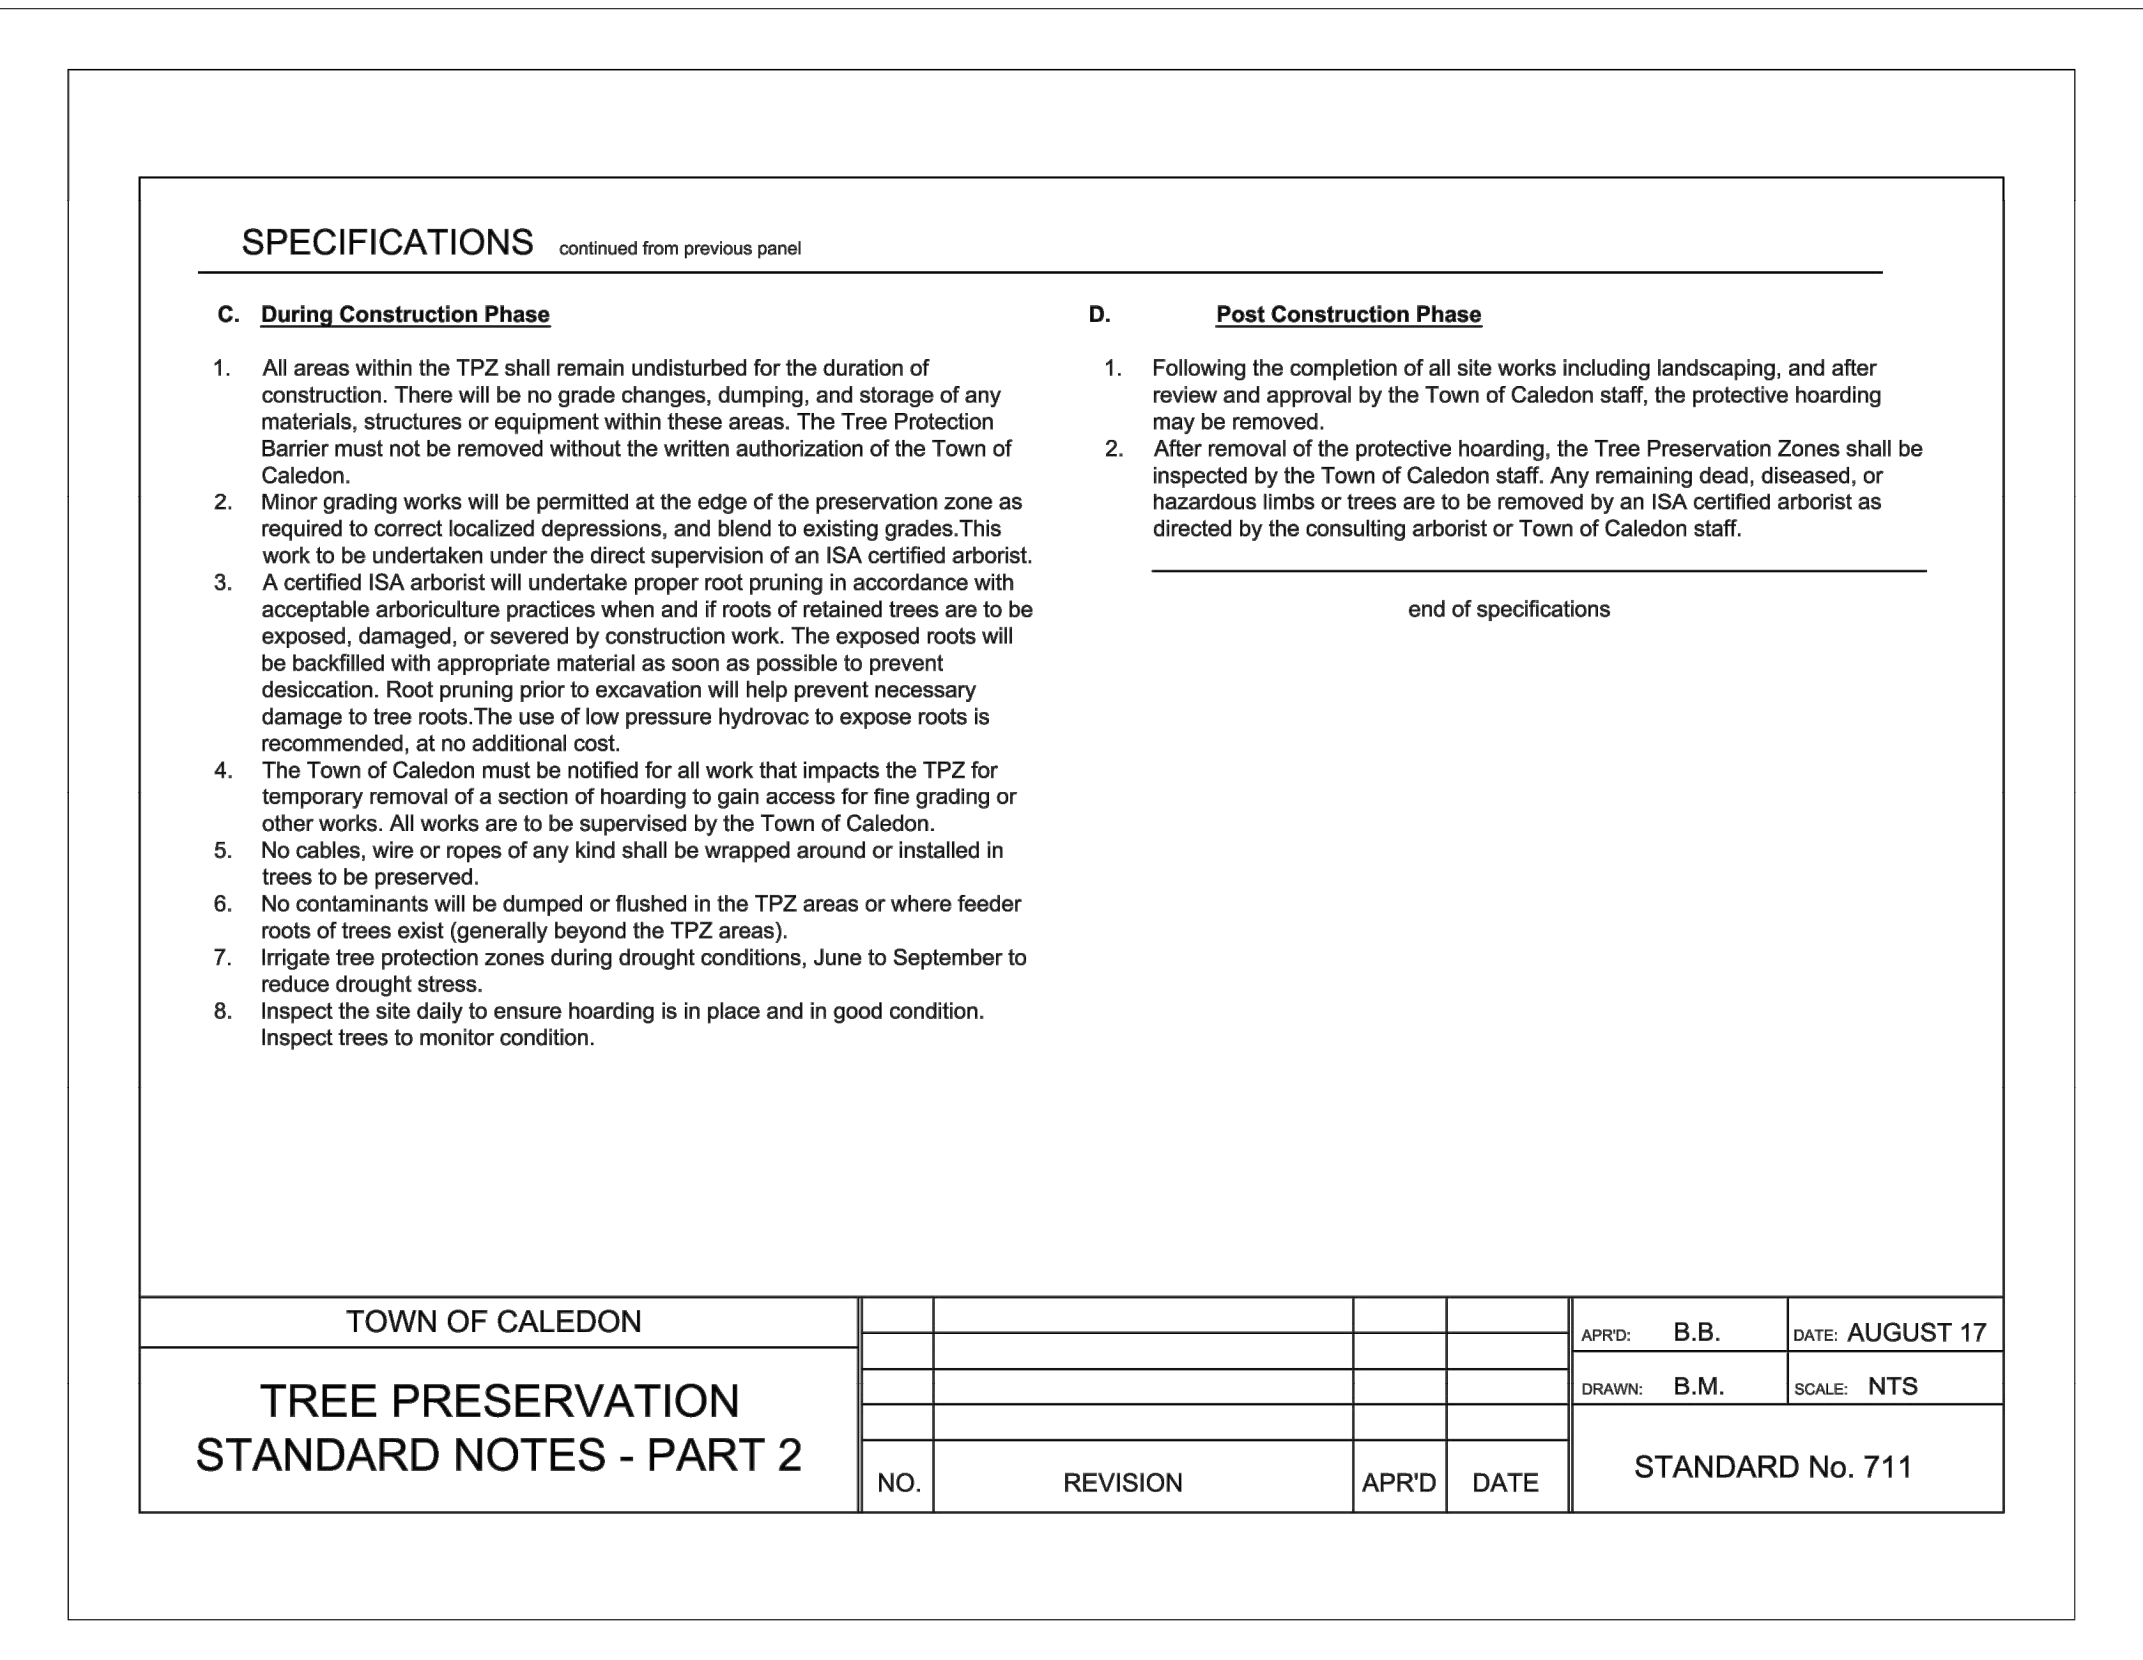 SPECIFICATIONS continued from previous panel
C. During Construction Phase
1. All areas within the TPZ shall remain undisturbed for the duration of
construction. There will be no grade changes, dumping, and storage of any
materials, structures or equipment within these areas. The Tree Protection
Barrier must not be removed without the written authorization of the Town of
Caledon.
2. Minor grading works will be permitted at the edge of the preservation zone as
required to correct localized depressions, and blend to existing grades.This
work to be undertaken under the direct supervision of an ISA certified arborist.
3. A certified ISA arborist will undertake proper root pruning in accordance with
acceptable arboriculture practices when and if roots of retained trees are to be
exposed, damaged, or severed by construction work. The exposed roots will
be backfilled with appropriate material as soon as possible to prevent
desiccation. Root pruning prior to excavation will help prevent necessary
damage to tree roots.The use of low pressure hydrovac to expose roots is
recommended, at no additional cost.
4. The Town of Caledon must be notified for all work that impacts the TPZ for
temporary removal of a section of hoarding to gain access for fine grading or
other works. All works are to be supervised by the Town of Caledon.
5. No cables, wire or ropes of any kind shall be wrapped around or installed in
trees to be preserved.
6. No contaminants will be dumped or flushed in the TPZ areas or where feeder
roots of trees exist (generally beyond the TPZ areas).
7. Irrigate tree protection zones during drought conditions, June to September to
reduce drought stress.
8. Inspect the site daily to ensure hoarding is in place and in good condition.
Inspect trees to monitor condition.
D. Post Construction Phase
1. Following the completion of all site works including landscaping, and after
review and approval by the Town of Caledon staff, the protective hoarding
may be removed.
2. After removal of the protective hoarding, the Tree Preservation Zones shall be
inspected by the Town of Caledon staff. Any remaining dead, diseased, or
hazardous limbs or trees are to be removed by an ISA certified arborist as
directed by the consulting arborist or Town of Caledon staff.
end of specifications
TOWN OF CALEDON
TREE PRESERVATION
STANDARD NOTES - PART 2
NO. REVISION APR'D DATE
APR'D: B.B. DATE: AUGUST 17
DRAWN: B.M. SCALE: NTS
STANDARD No. 711